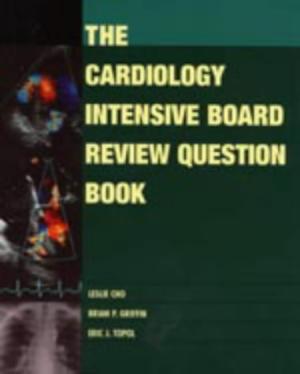 THE
CARDIOLOGY
INTENSIVE BOARD
REVIEW QUESTION
BOOK
LESLIE CHO
BRIAN P. GRIFFIN
ERIC J. TOPOL